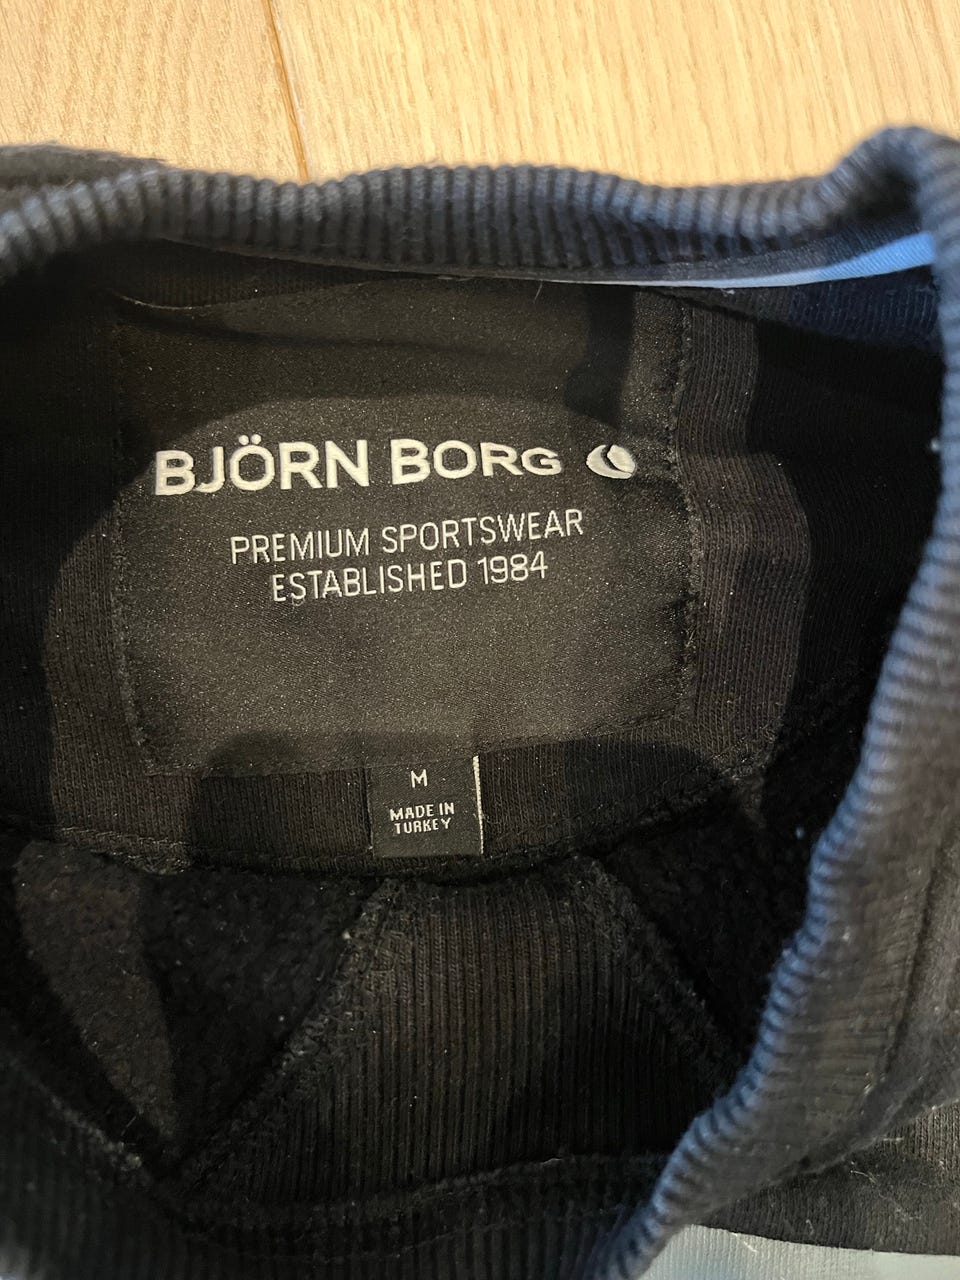 BJÖRN BORG
PREMIUM SPORTSWEAR
ESTABLISHED 1984
M
MADE IN
TURKEY